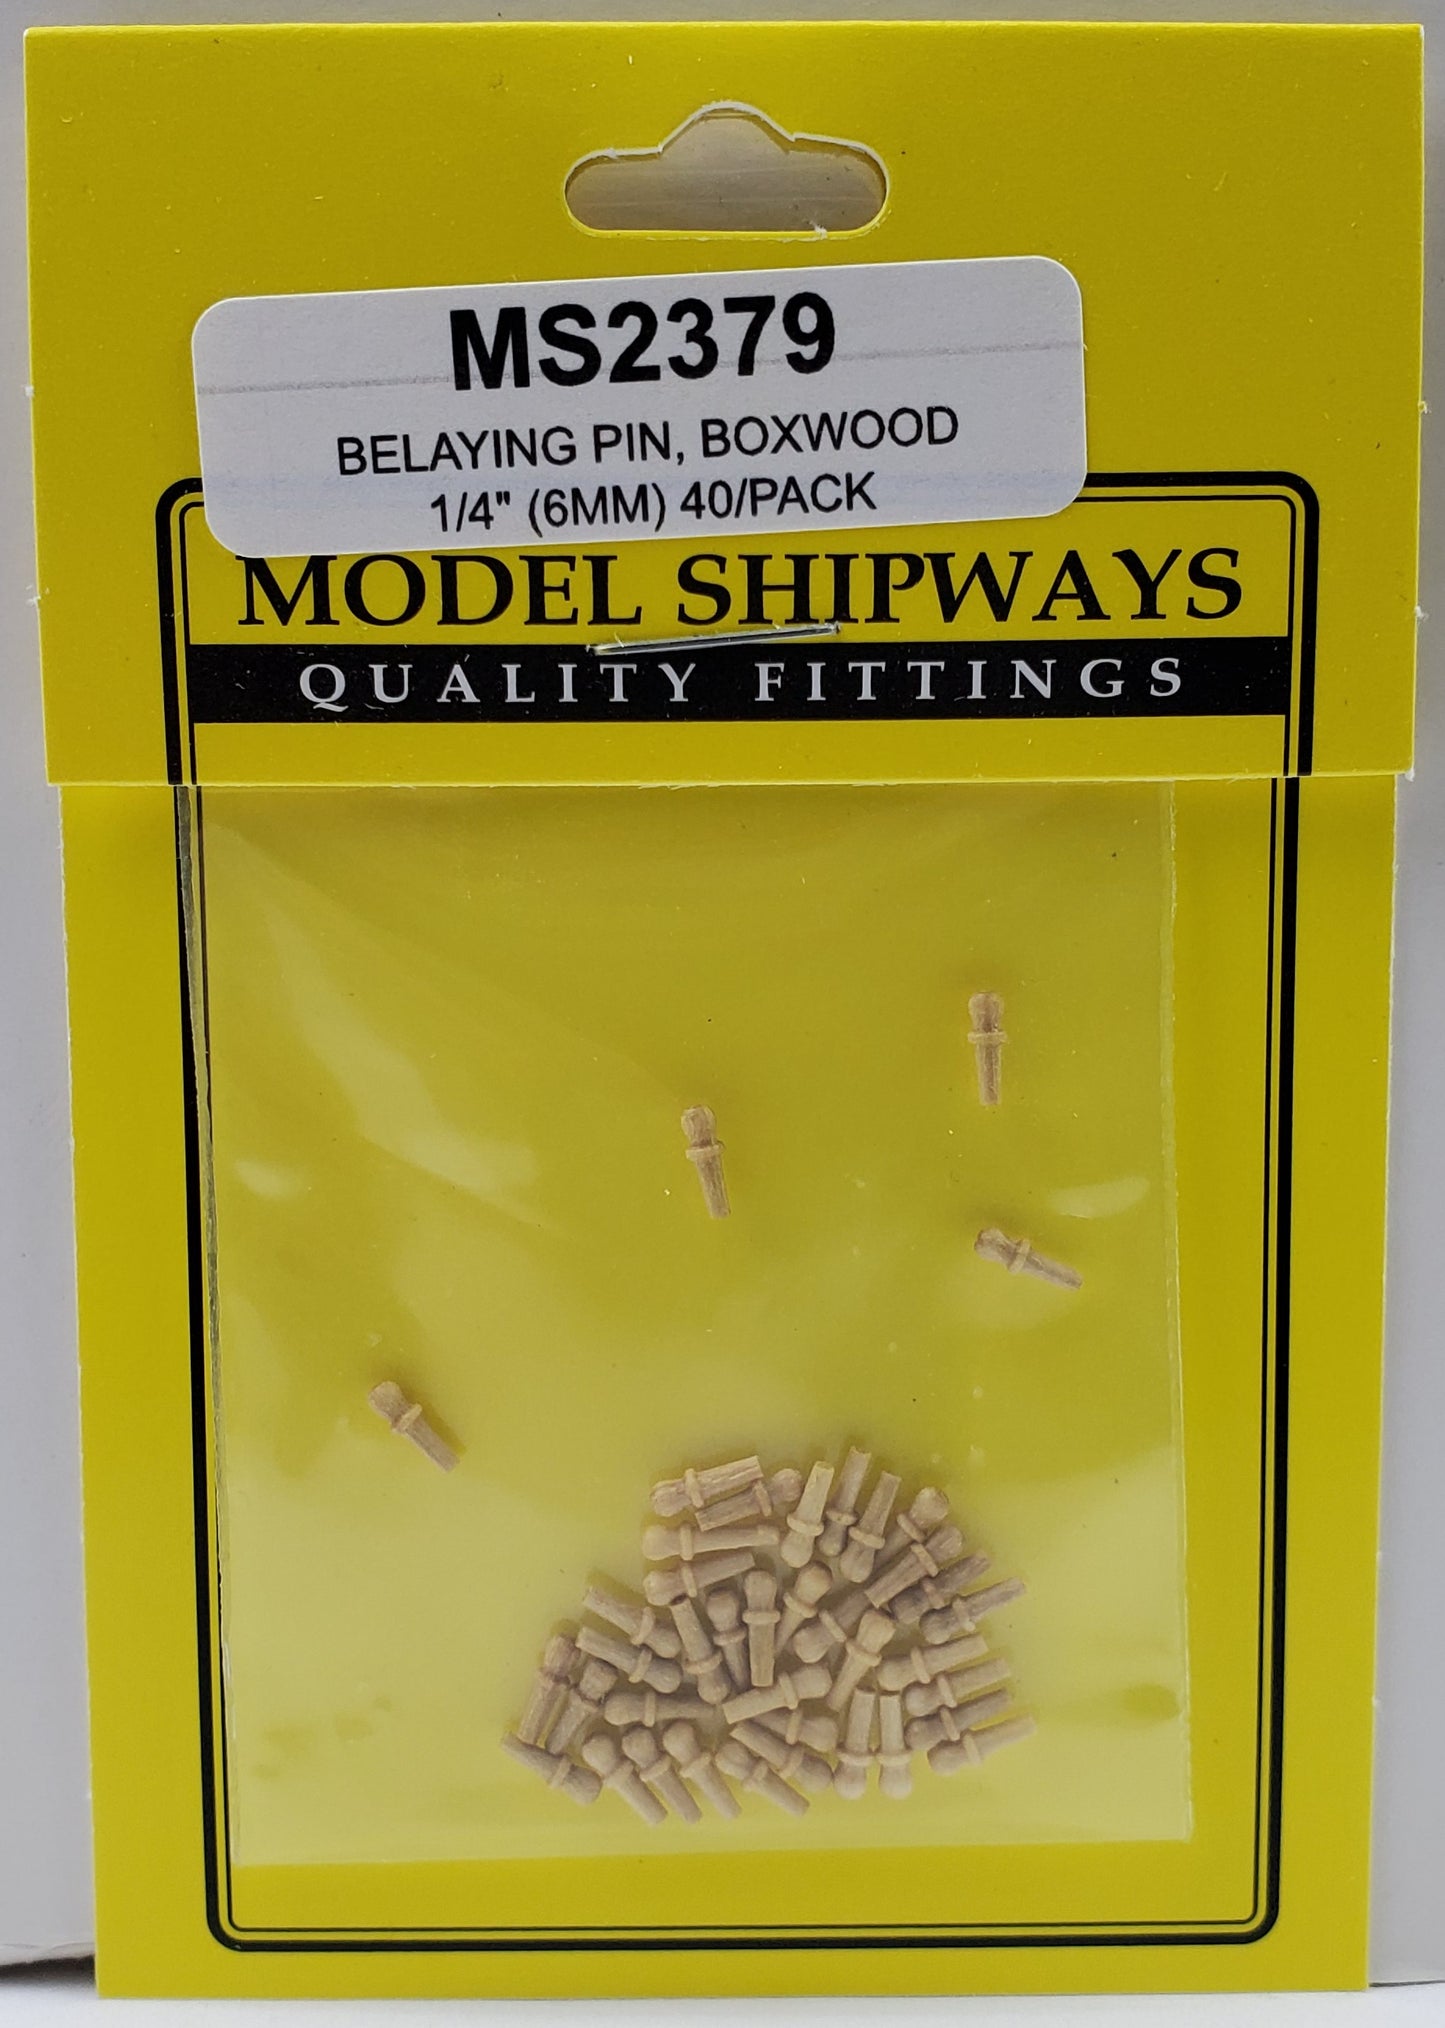 MS2379
BELAYING PIN, BOXWOOD
1/4" (6MM) 40/PACK
MODEL SHIPWAYS
QUALITY FITTINGS